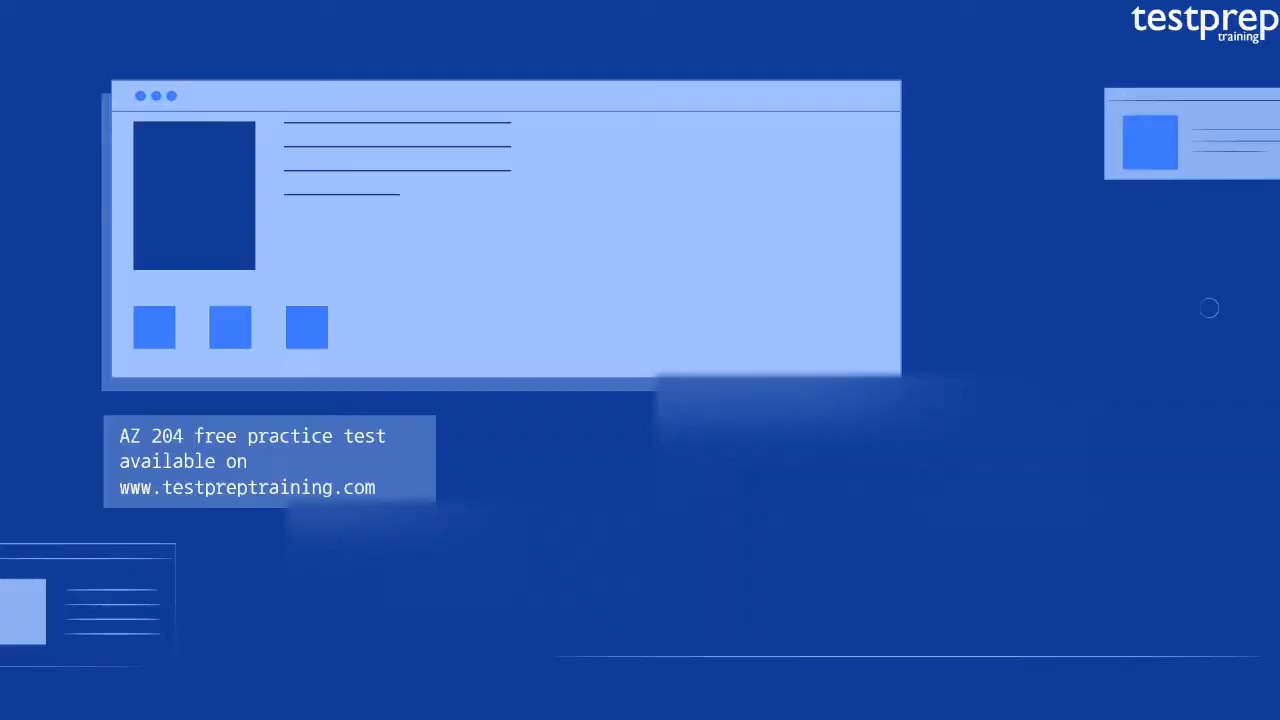 testprep
training
AZ 204 free practice test
available on
www.testpreptraining.com